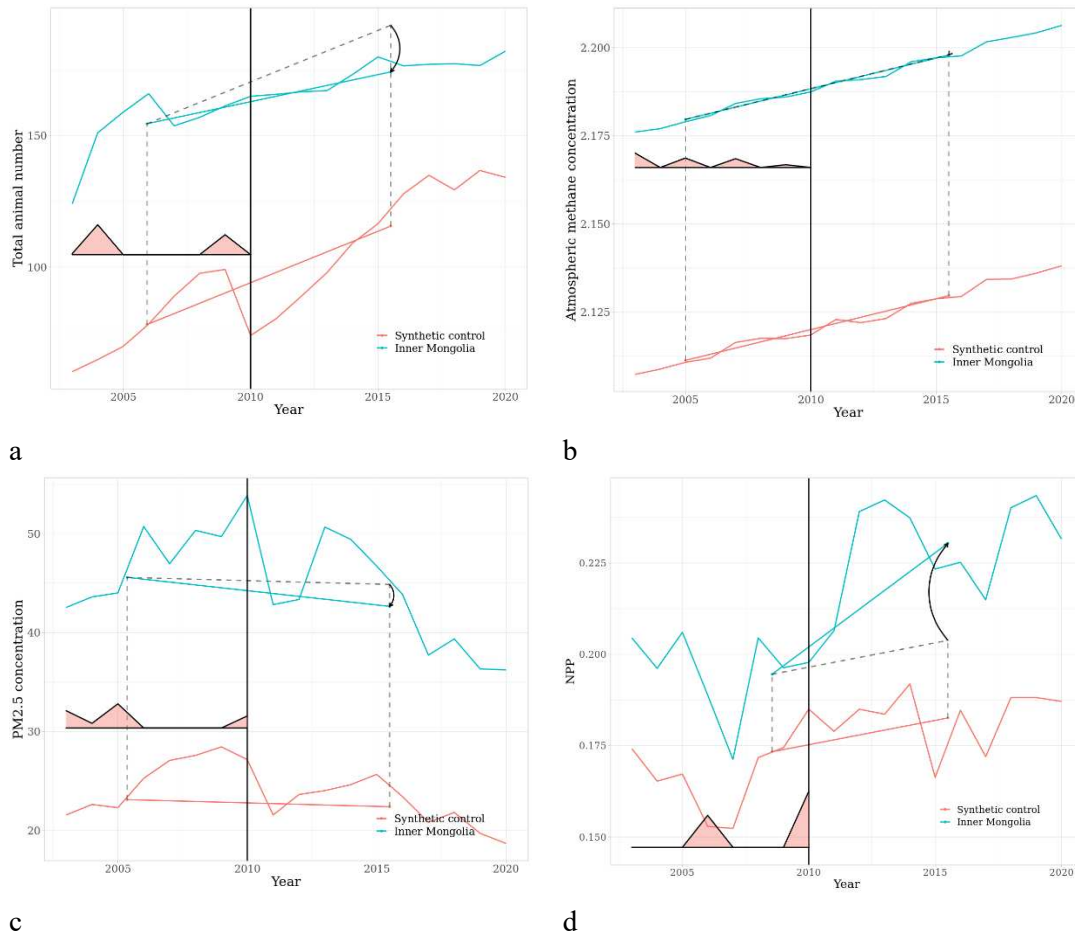 150
100
Total animal number
Synthetic control
Inner Mongolia
2005 2010 2015 2020
Year
a
2.200
2.175
2.150
2.125
Atmospheric methane concentration
Synthetic control
Inner Mongolia
2005 2010 2015 2020
Year
b
50
40
30
20
PM2.5 concentration
Synthetic control
Inner Mongolia
2005 2010 2015 2020
Year
c
0.225
0.200
0.175
0.150
NPP
Synthetic control
Inner Mongolia
2005 2010 2015 2020
Year
d